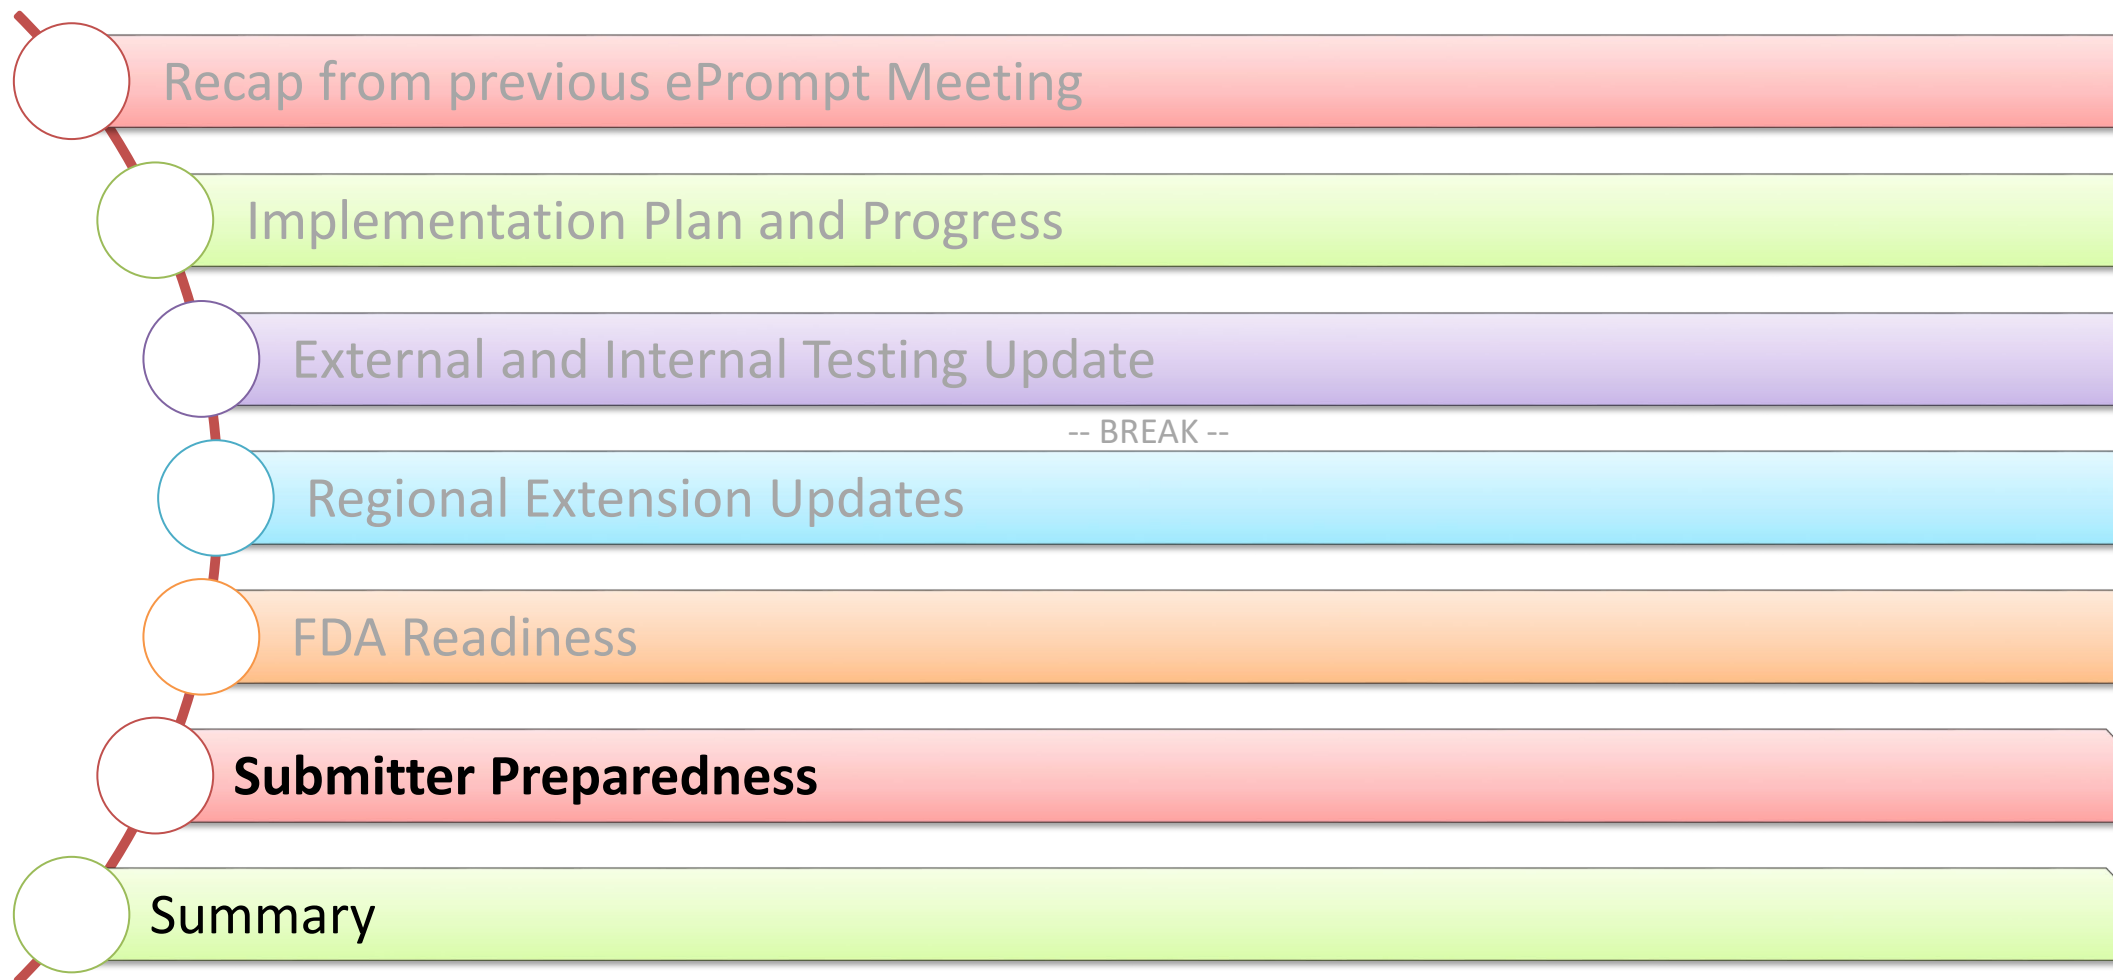 Recap from previous ePrompt Meeting
Implementation Plan and Progress
External and Internal Testing Update
-- BREAK --
Regional Extension Updates
FDA Readiness
Submitter Preparedness
Summary